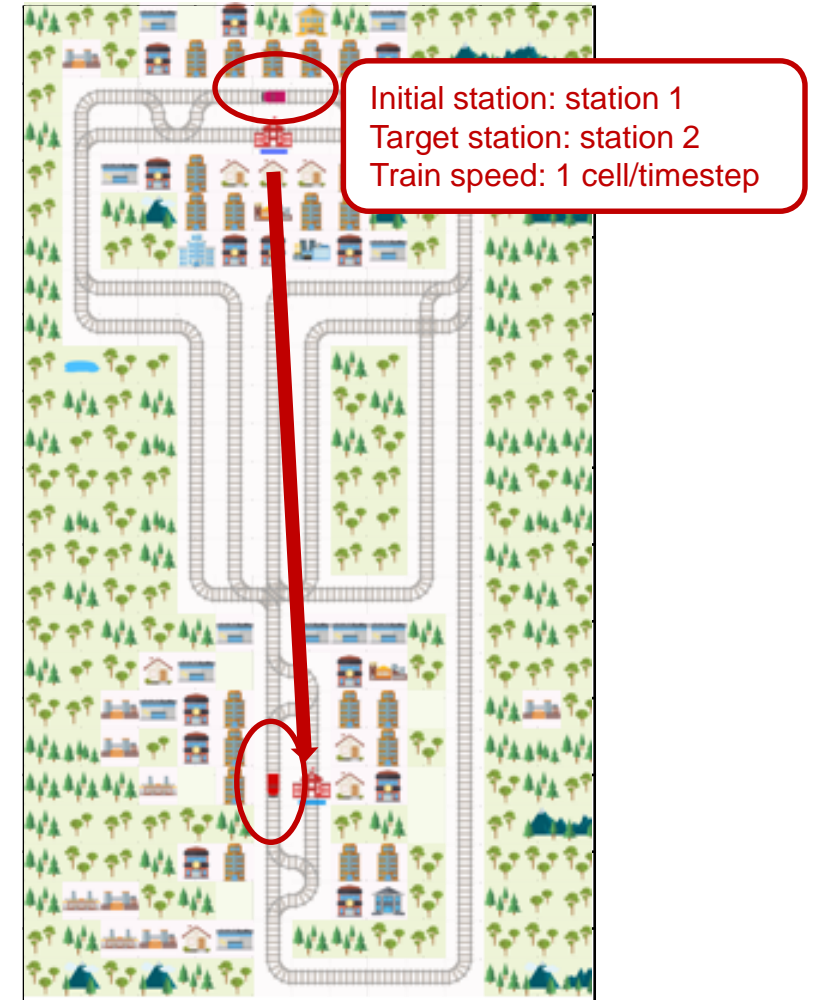 Initial station: station 1
Target station: station 2
Train speed: 1 cell/timestep